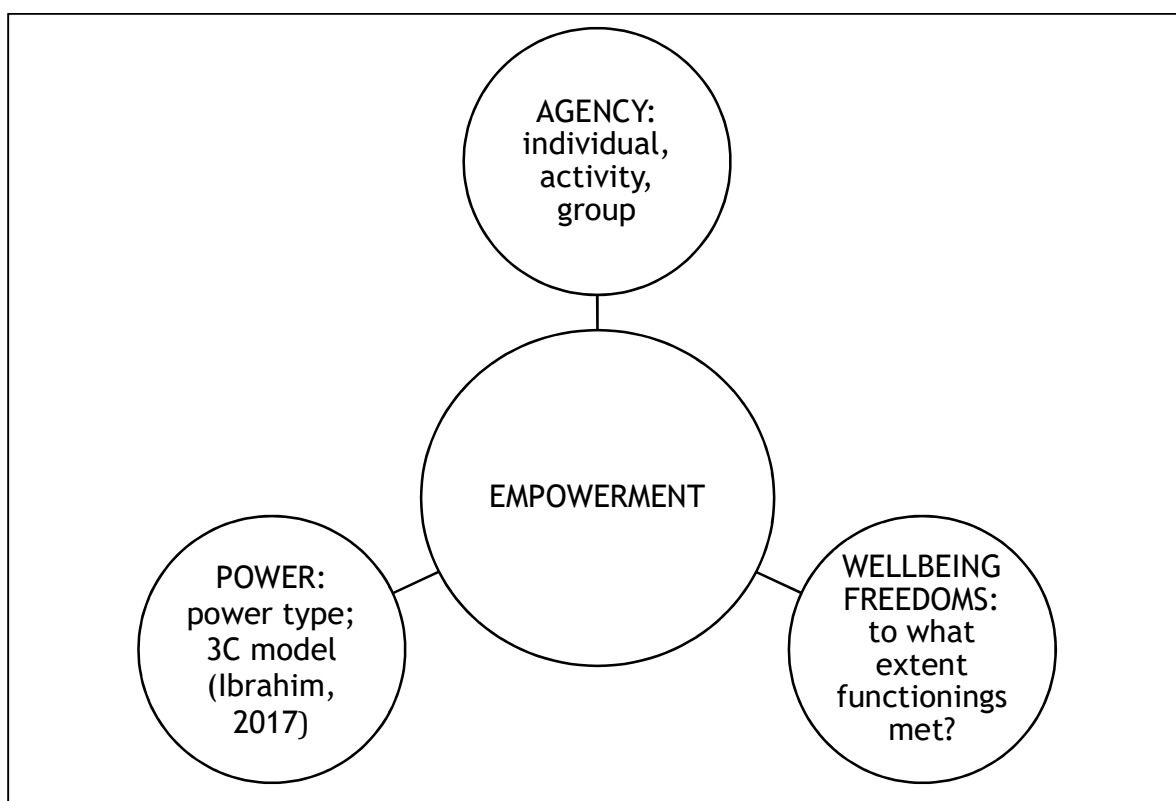 AGENCY:
individual,
activity,
group
EMPOWERMENT
POWER:
power type;
3C model
(Ibrahim,
2017)
WELLBEING
FREEDOMS:
to what
extent
functionings
met?